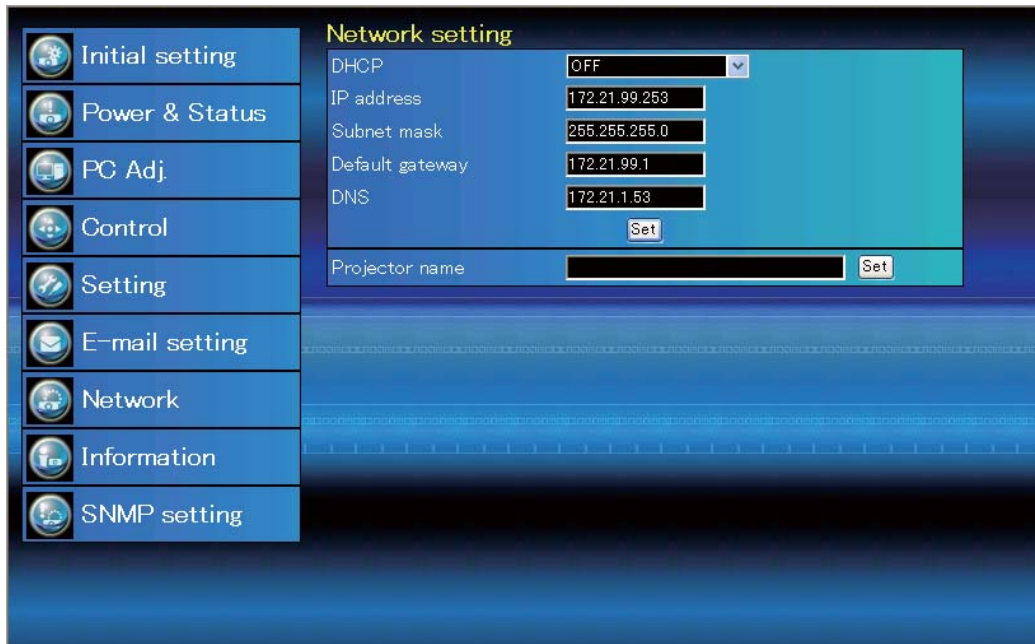 Initial setting
Power & Status
PC Adj.
Control
Setting
E-mail setting
Network
Information
SNMP setting
Network setting
DHCP OFF
IP address 172.21.99.253
Subnet mask 255.255.255.0
Default gateway 172.21.99.1
DNS 172.21.1.53
Set
Projector name Set